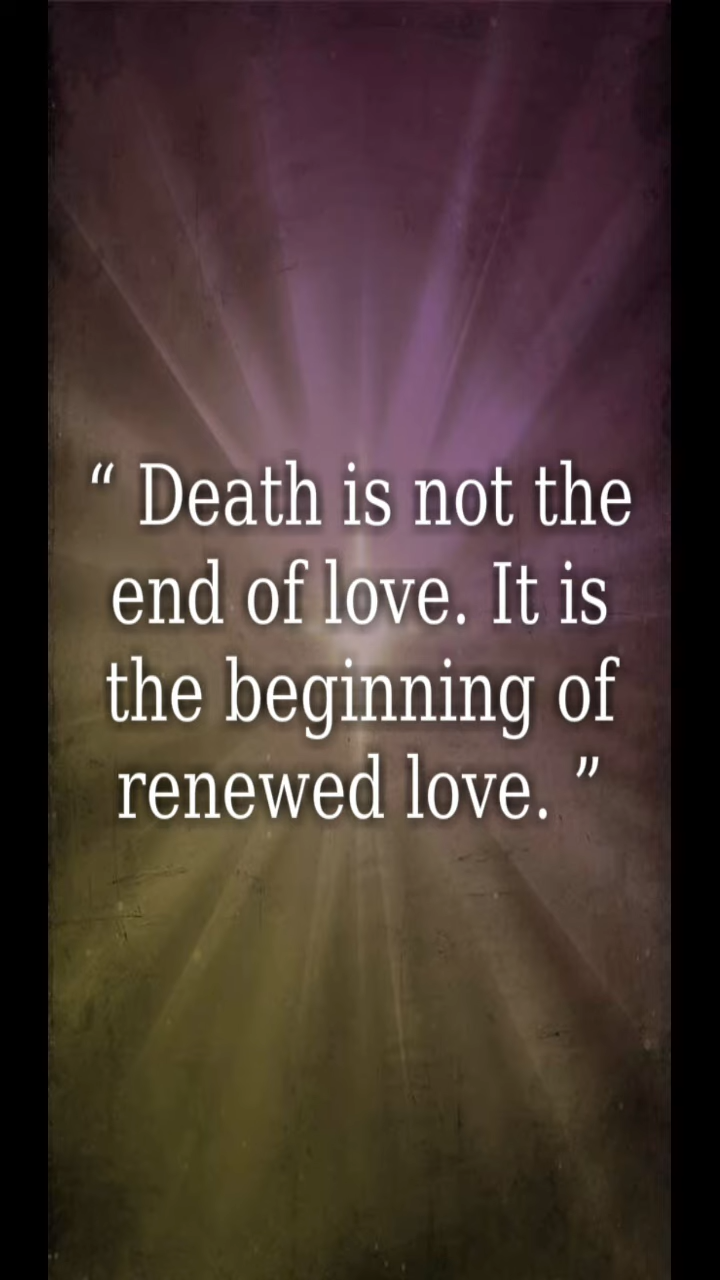 “ Death is not the
end of love. It is
the beginning of
renewed love. ”